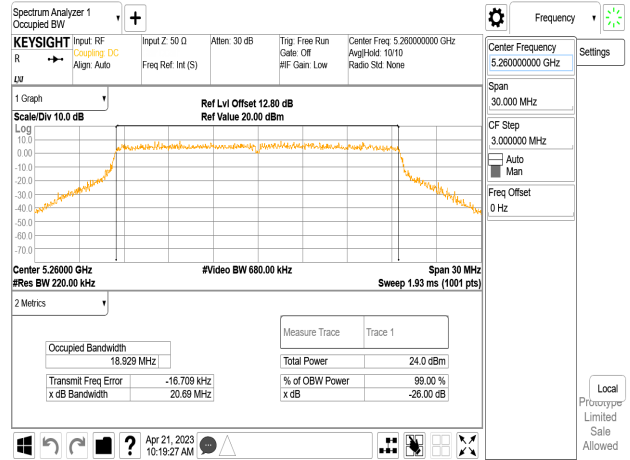 Spectrum Analyzer 1
Occupied BW
Frequency
KEYSIGHT Input: RF Input Z: 50 Ω Atten: 30 dB Trig: Free Run Center Freq: 5.260000000 GHz
R Coupling: DC Gate: Off Avg|Hold: 10/10
Align: Auto Freq Ref: Int (S) #IF Gain: Low Radio Std: None
LXI
Center Frequency
5.260000000 GHz
Settings
Span
30.000 MHz
CF Step
3.000000 MHz
Auto
Man
Freq Offset
0 Hz
1 Graph
Ref Lvl Offset 12.80 dB
Scale/Div 10.0 dB Ref Value 20.00 dBm
Log
10.0
0.00
-10.0
-20.0
-30.0
-40.0
-50.0
-60.0
-70.0
Center 5.26000 GHz #Video BW 680.00 kHz Span 30 MHz
#Res BW 220.00 kHz Sweep 1.93 ms (1001 pts)
2 Metrics
Measure Trace Trace 1
Occupied Bandwidth
18.929 MHz Total Power 24.0 dBm
Transmit Freq Error -16.709 kHz % of OBW Power 99.00 %
x dB Bandwidth 20.69 MHz x dB -26.00 dB
Local
Prototype
Limited
Sale
Allowed
? Apr 21, 2023
10:19:27 AM